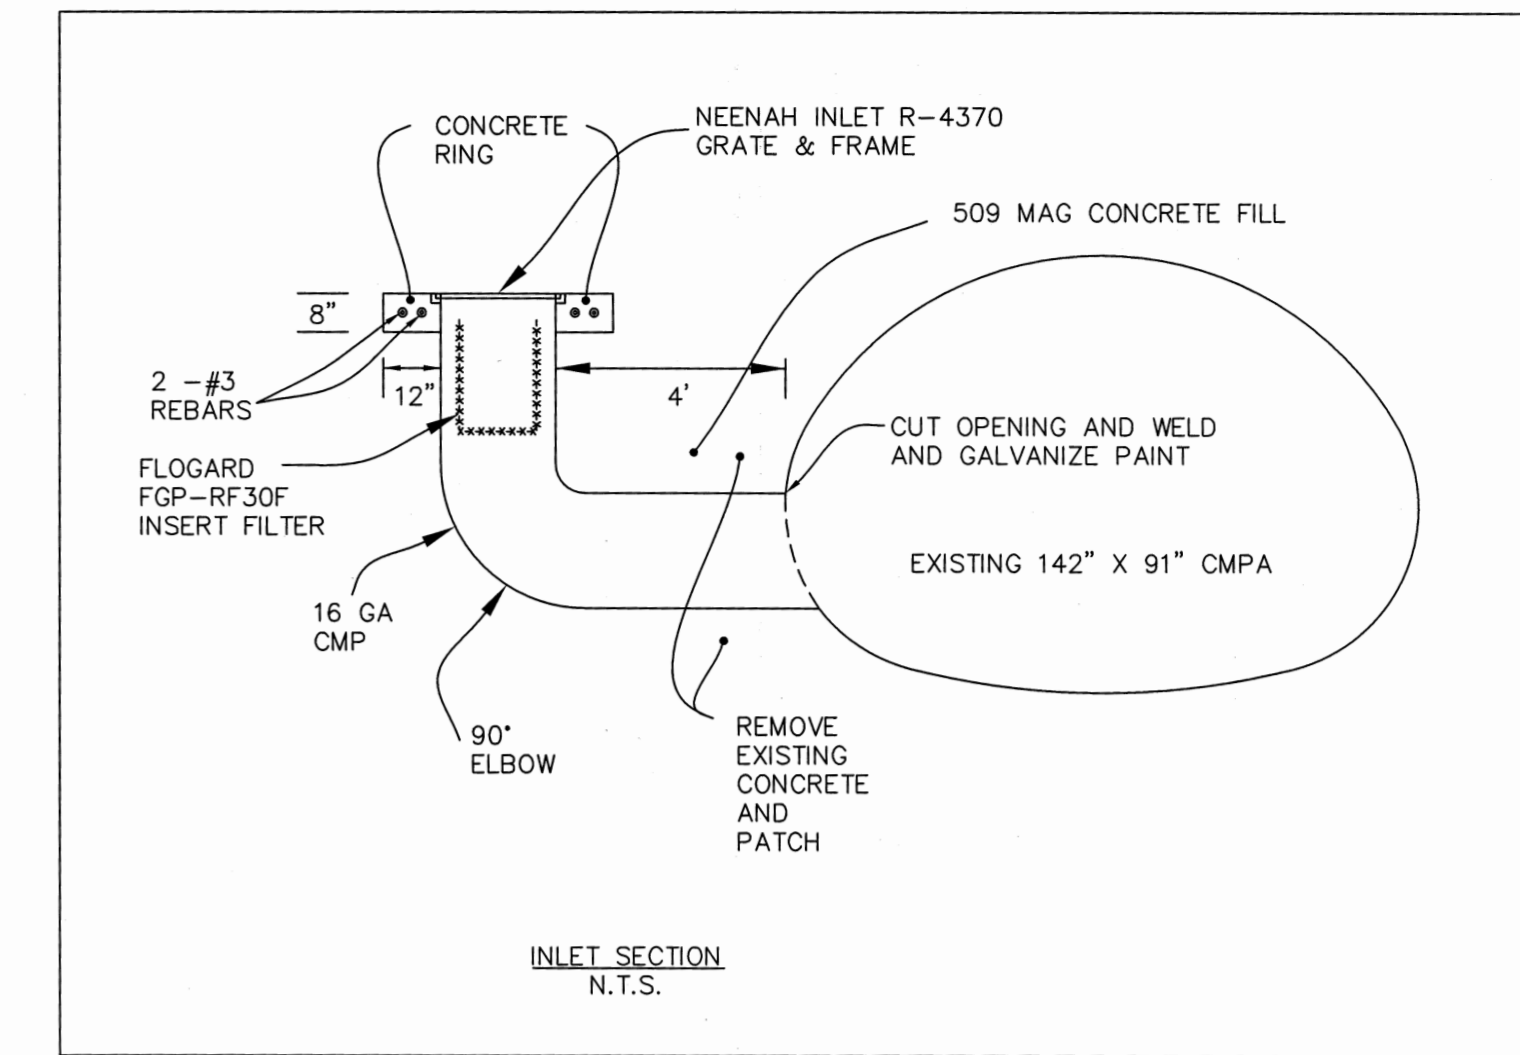 CONCRETE
RING
NEENAH INLET R-4370
GRATE & FRAME
509 MAG CONCRETE FILL
8"
2 -#3
REBARS
12"
4'
CUT OPENING AND WELD
AND GALVANIZE PAINT
FLOGARD
FGP-RF30F
INSERT FILTER
EXISTING 142" X 91" CMPA
16 GA
CMP
90°
ELBOW
REMOVE
EXISTING
CONCRETE
AND
PATCH
INLET SECTION
N.T.S.